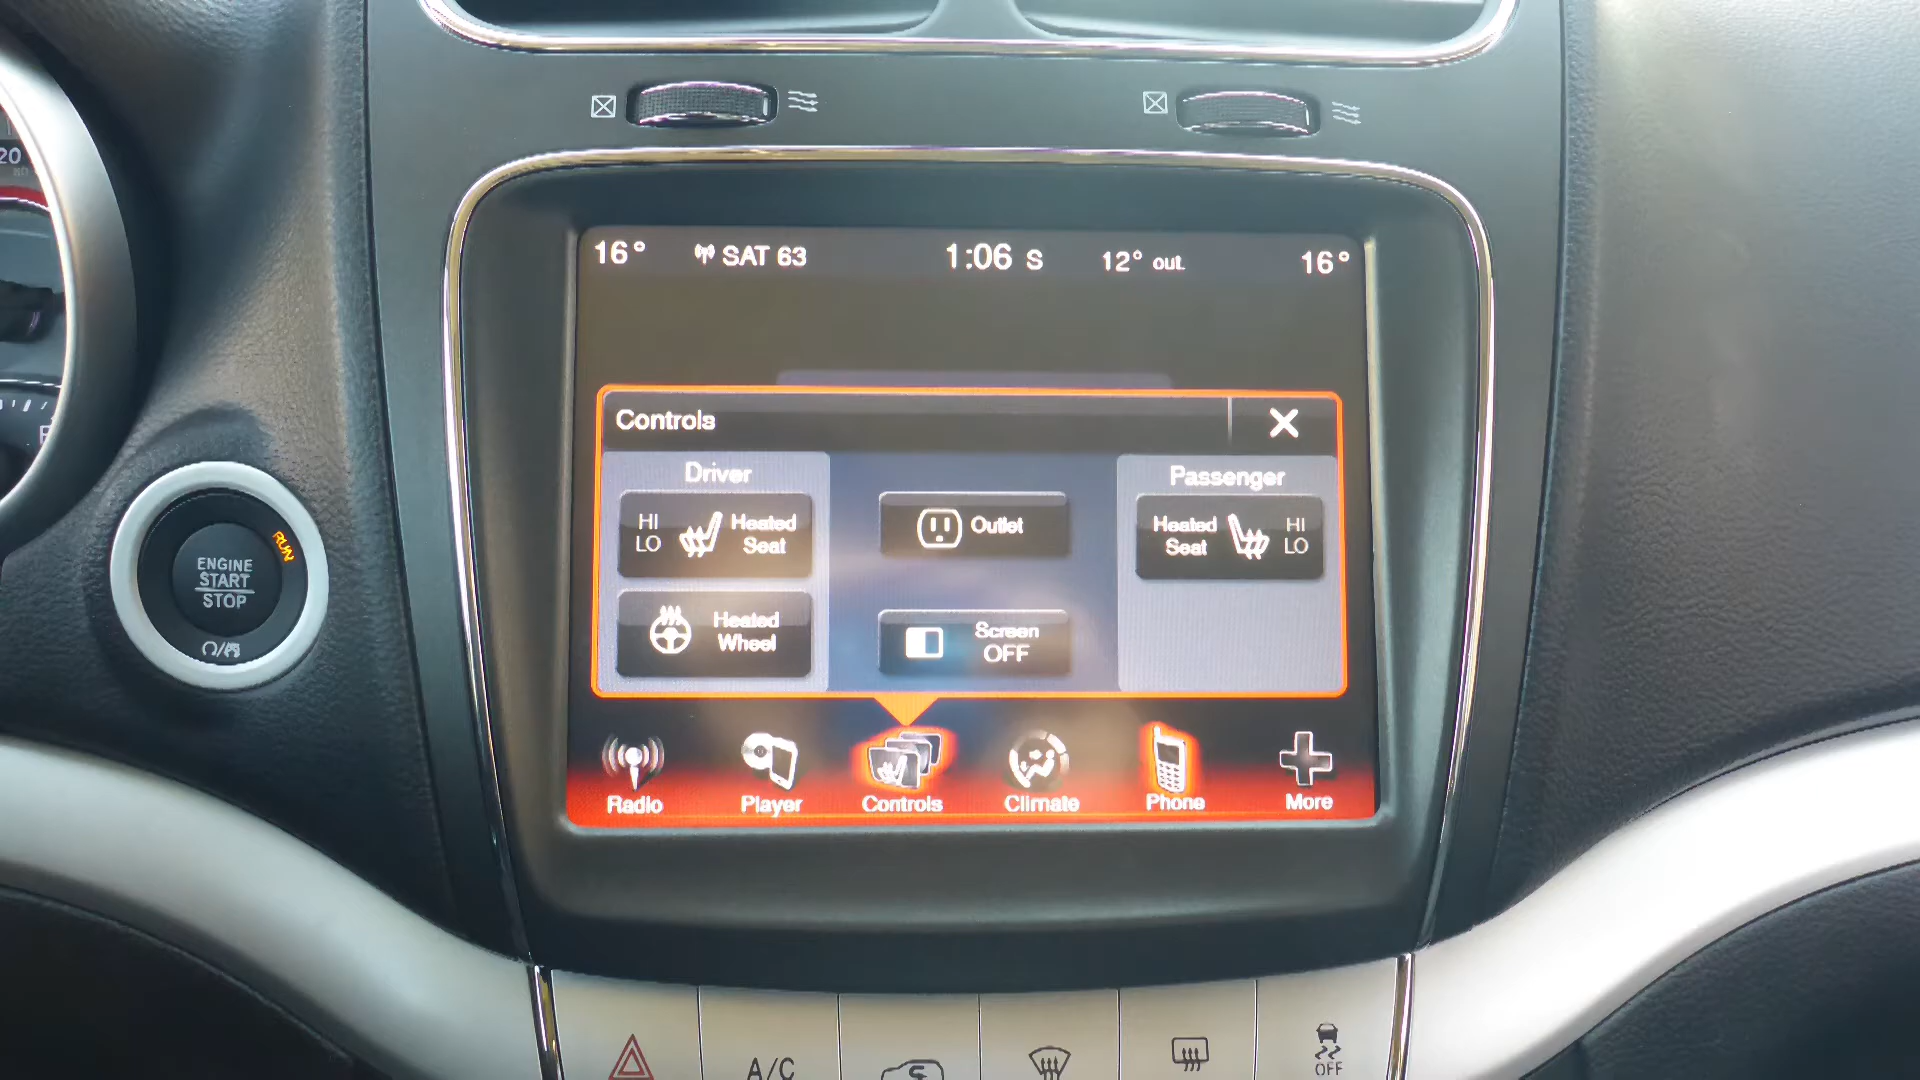 16° SAT 63 1:06 S 12° out. 16°
Controls
Driver
HI
LO
Heated
Seat
Heated
Wheel
Outlet
Screen
OFF
Passenger
Heated
Seat
HI
LO
Radio Player Controls Climate Phone More
ENGINE
START
STOP
RUN
20
A/C
OFF